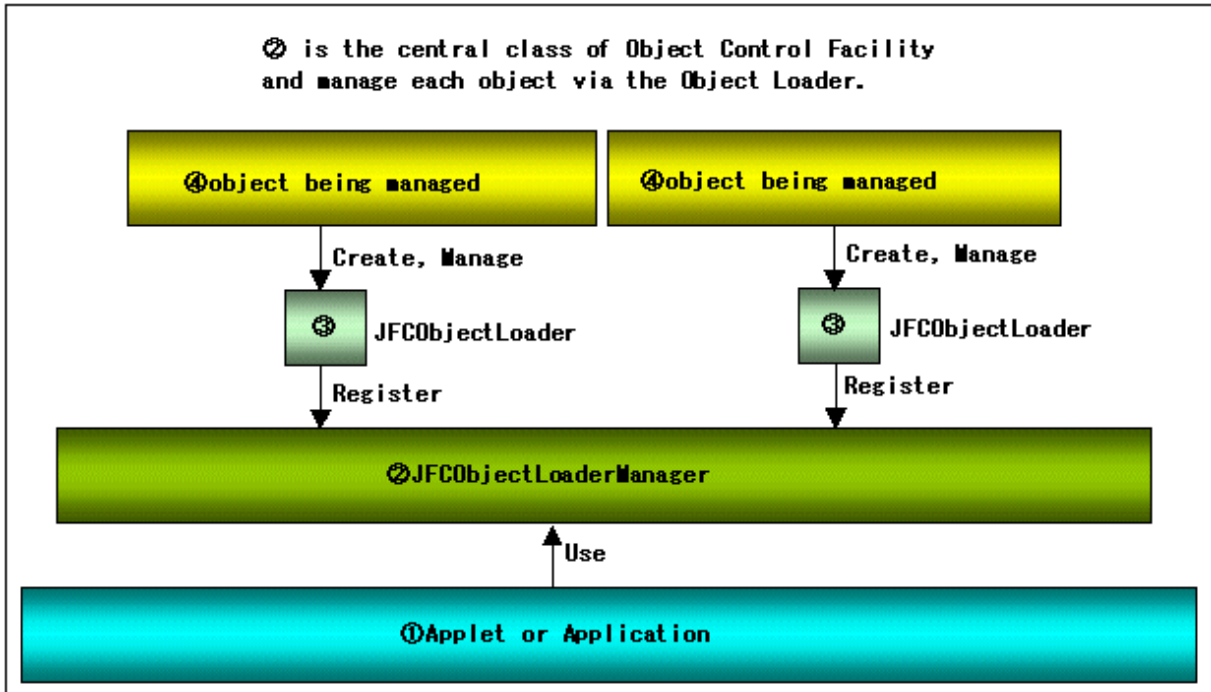 ② is the central class of Object Control Facility
and manage each object via the Object Loader.
④object being managed
④object being managed
Create, Manage
Create, Manage
③
JFCObjectLoader
③
JFCObjectLoader
Register
Register
②JFCObjectLoaderManager
Use
①Applet or Application